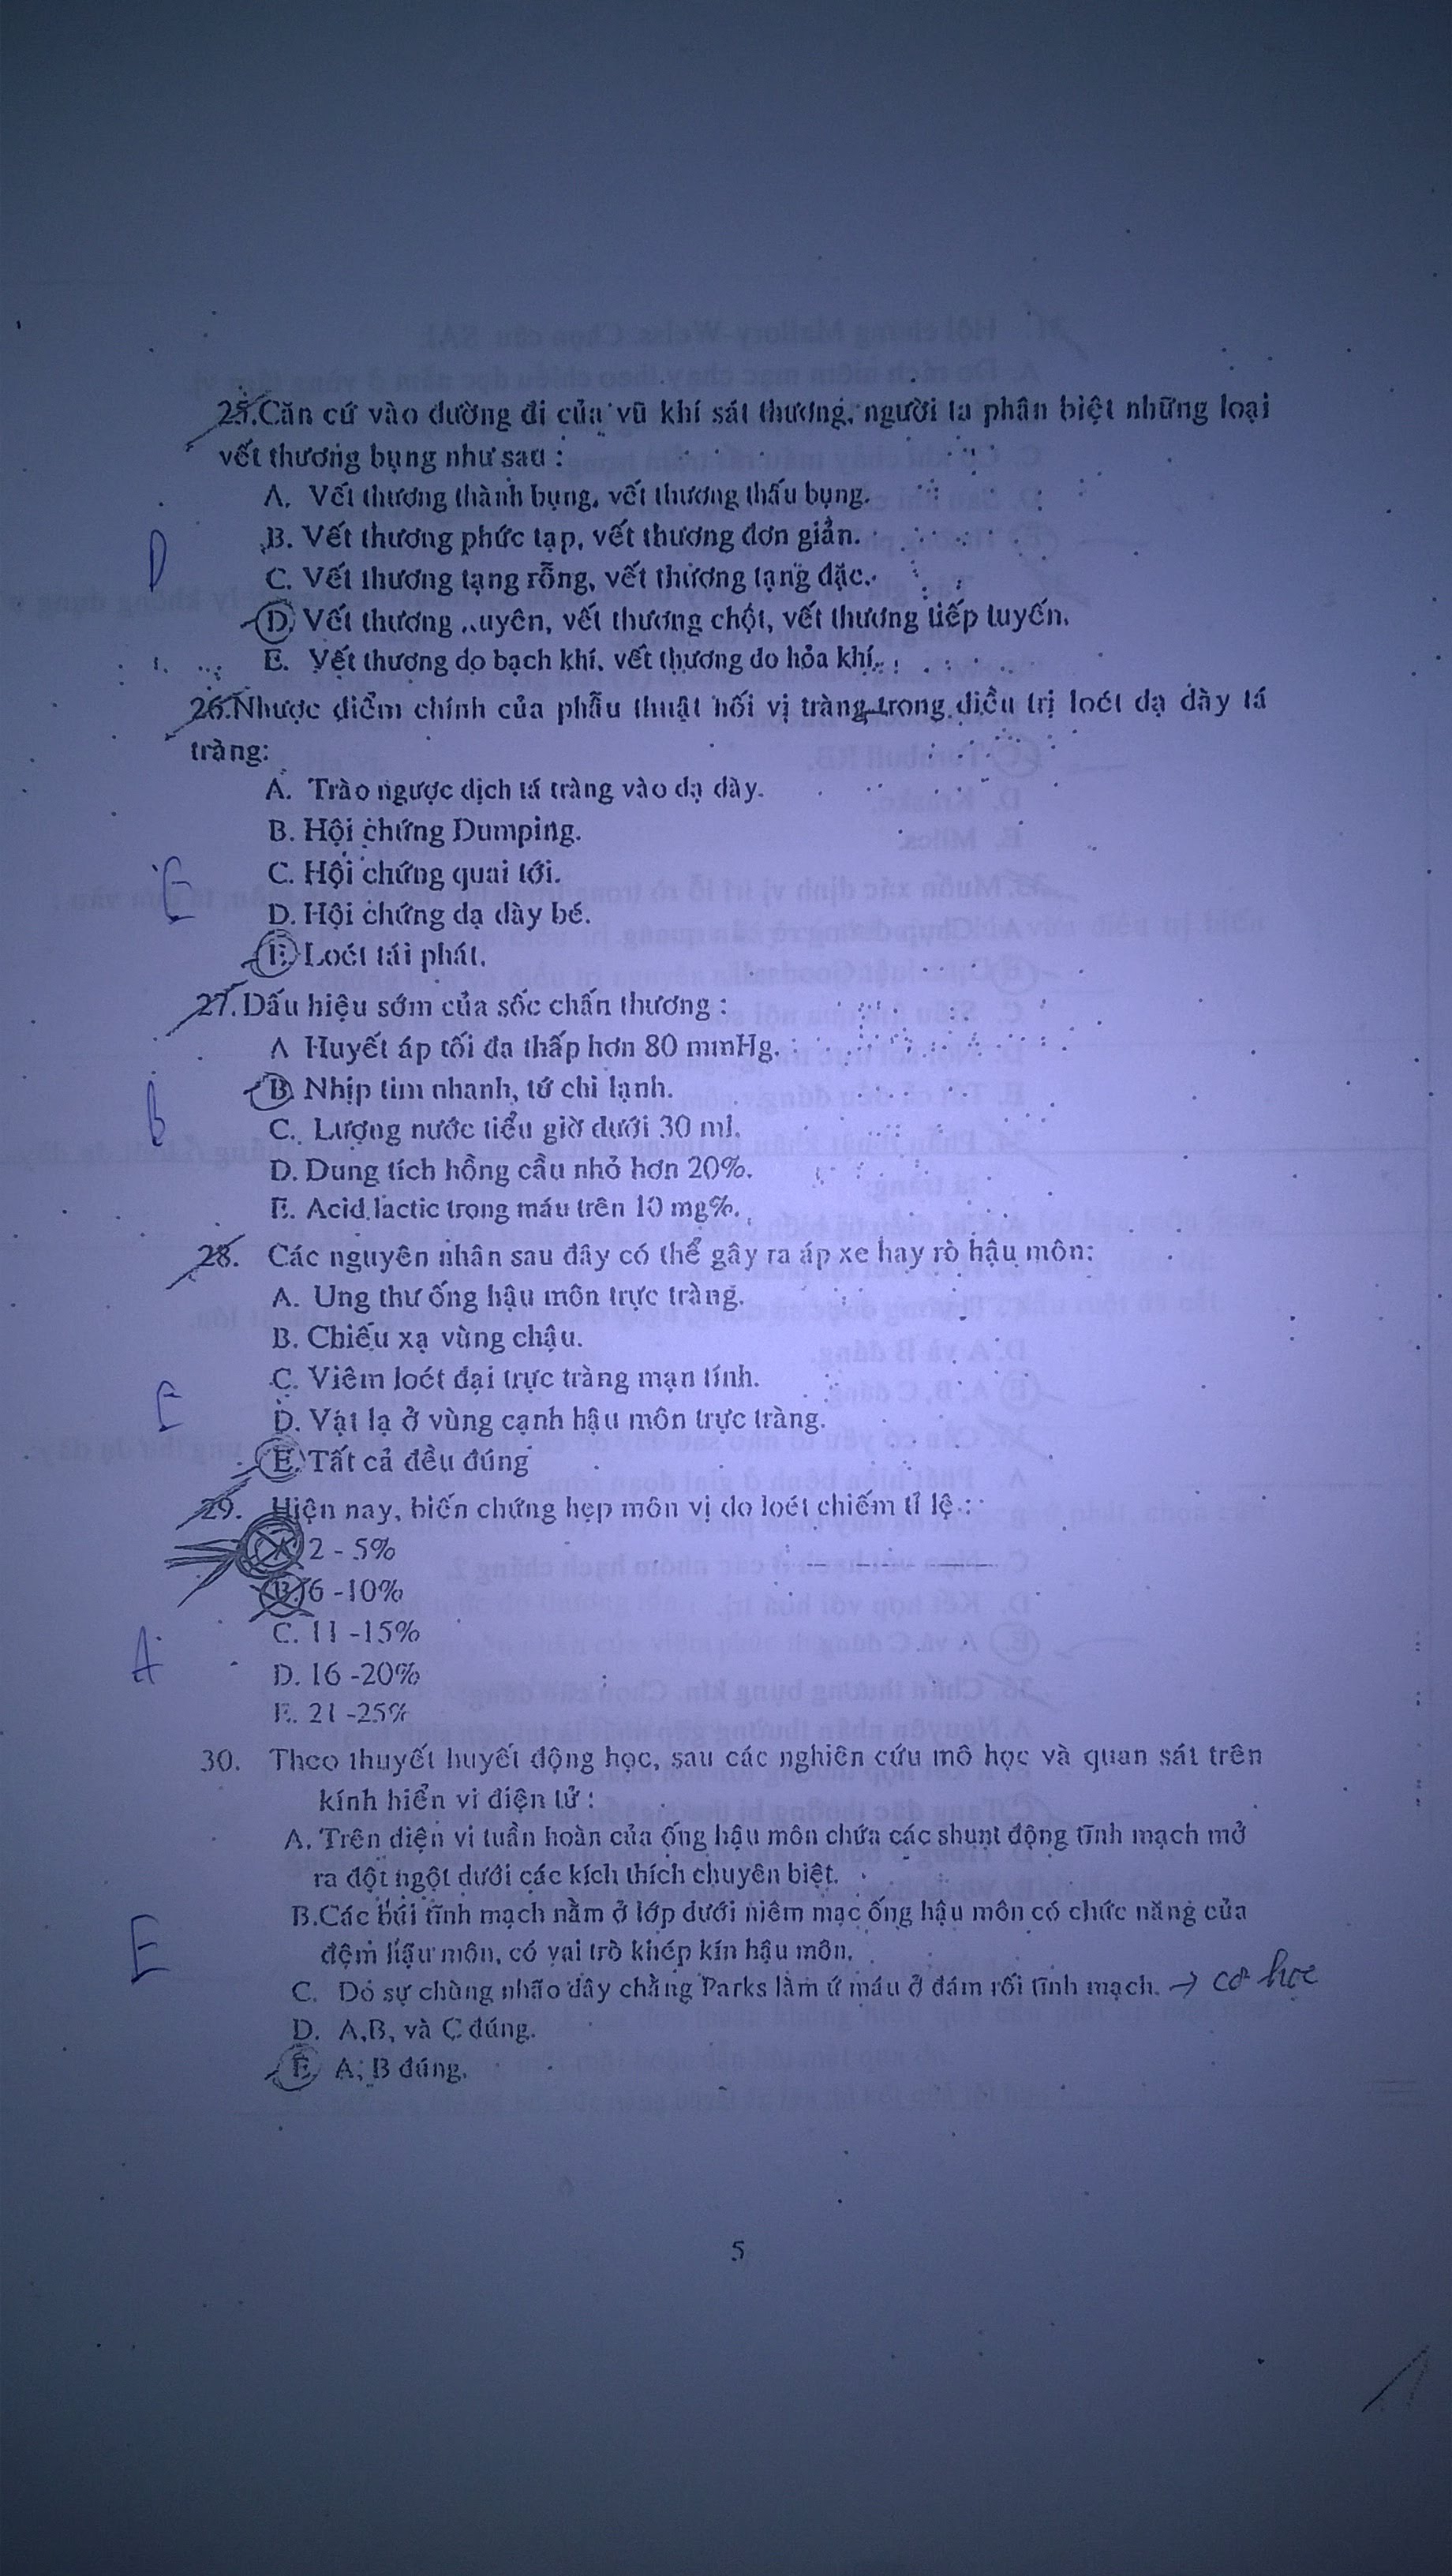 25.Căn cứ vào đường đi của vũ khí sát thương, người ta phân biệt những loại
vết thương bụng như sau :
A. Vết thương thành bụng, vết thương thấu bụng.
B. Vết thương phức tạp, vết thương đơn giản.
D
C. Vết thương tạng rỗng, vết thương tạng đặc.
D. Vết thương ..uyên, vết thương chột, vết thương tiếp tuyến.
E. Vết thương do bạch khí, vết thương do hỏa khí.
26.Nhược điểm chính của phẫu thuật nối vị tràng trong điều trị loét dạ dày tá
tràng:
A. Trào ngược dịch tá tràng vào dạ dày.
B. Hội chứng Dumping.
C. Hội chứng quai tới.
E
D. Hội chứng dạ dày bé.
E. Loét tái phát.
27.Dấu hiệu sớm của sốc chấn thương :
A Huyết áp tối đa thấp hơn 80 mmHg.
B. Nhịp tim nhanh, tứ chi lạnh.
B
C. Lượng nước tiểu giờ dưới 30 ml.
D. Dung tích hồng cầu nhỏ hơn 20%.
E. Acid lactic trong máu trên 10 mg%.
28. Các nguyên nhân sau đây có thể gây ra áp xe hay rò hậu môn:
A. Ung thư ống hậu môn trực tràng.
B. Chiếu xạ vùng chậu.
C. Viêm loét đại trực tràng mạn tính.
E
D. Vật lạ ở vùng cạnh hậu môn trực tràng.
E. Tất cả đều đúng
29. Hiện nay, biến chứng hẹp môn vị do loét chiếm tỉ lệ :
A. 2 - 5%
B. 6 -10%
C. 11 -15%
A
D. 16 -20%
E. 21 -25%
30. Theo thuyết huyết động học, sau các nghiên cứu mô học và quan sát trên
kính hiển vi điện tử :
A. Trên diện vi tuần hoàn của ống hậu môn chứa các shunt động tĩnh mạch mở
ra đột ngột dưới các kích thích chuyên biệt.
B.Các búi tĩnh mạch nằm ở lớp dưới niêm mạc ống hậu môn có chức năng của
E
đệm hậu môn, có vai trò khép kín hậu môn.
C. Do sự chùng nhão dây chằng Parks làm ứ máu ở đám rối tĩnh mạch. → cơ học
D. A,B, và C đúng.
E. A, B đúng.
5